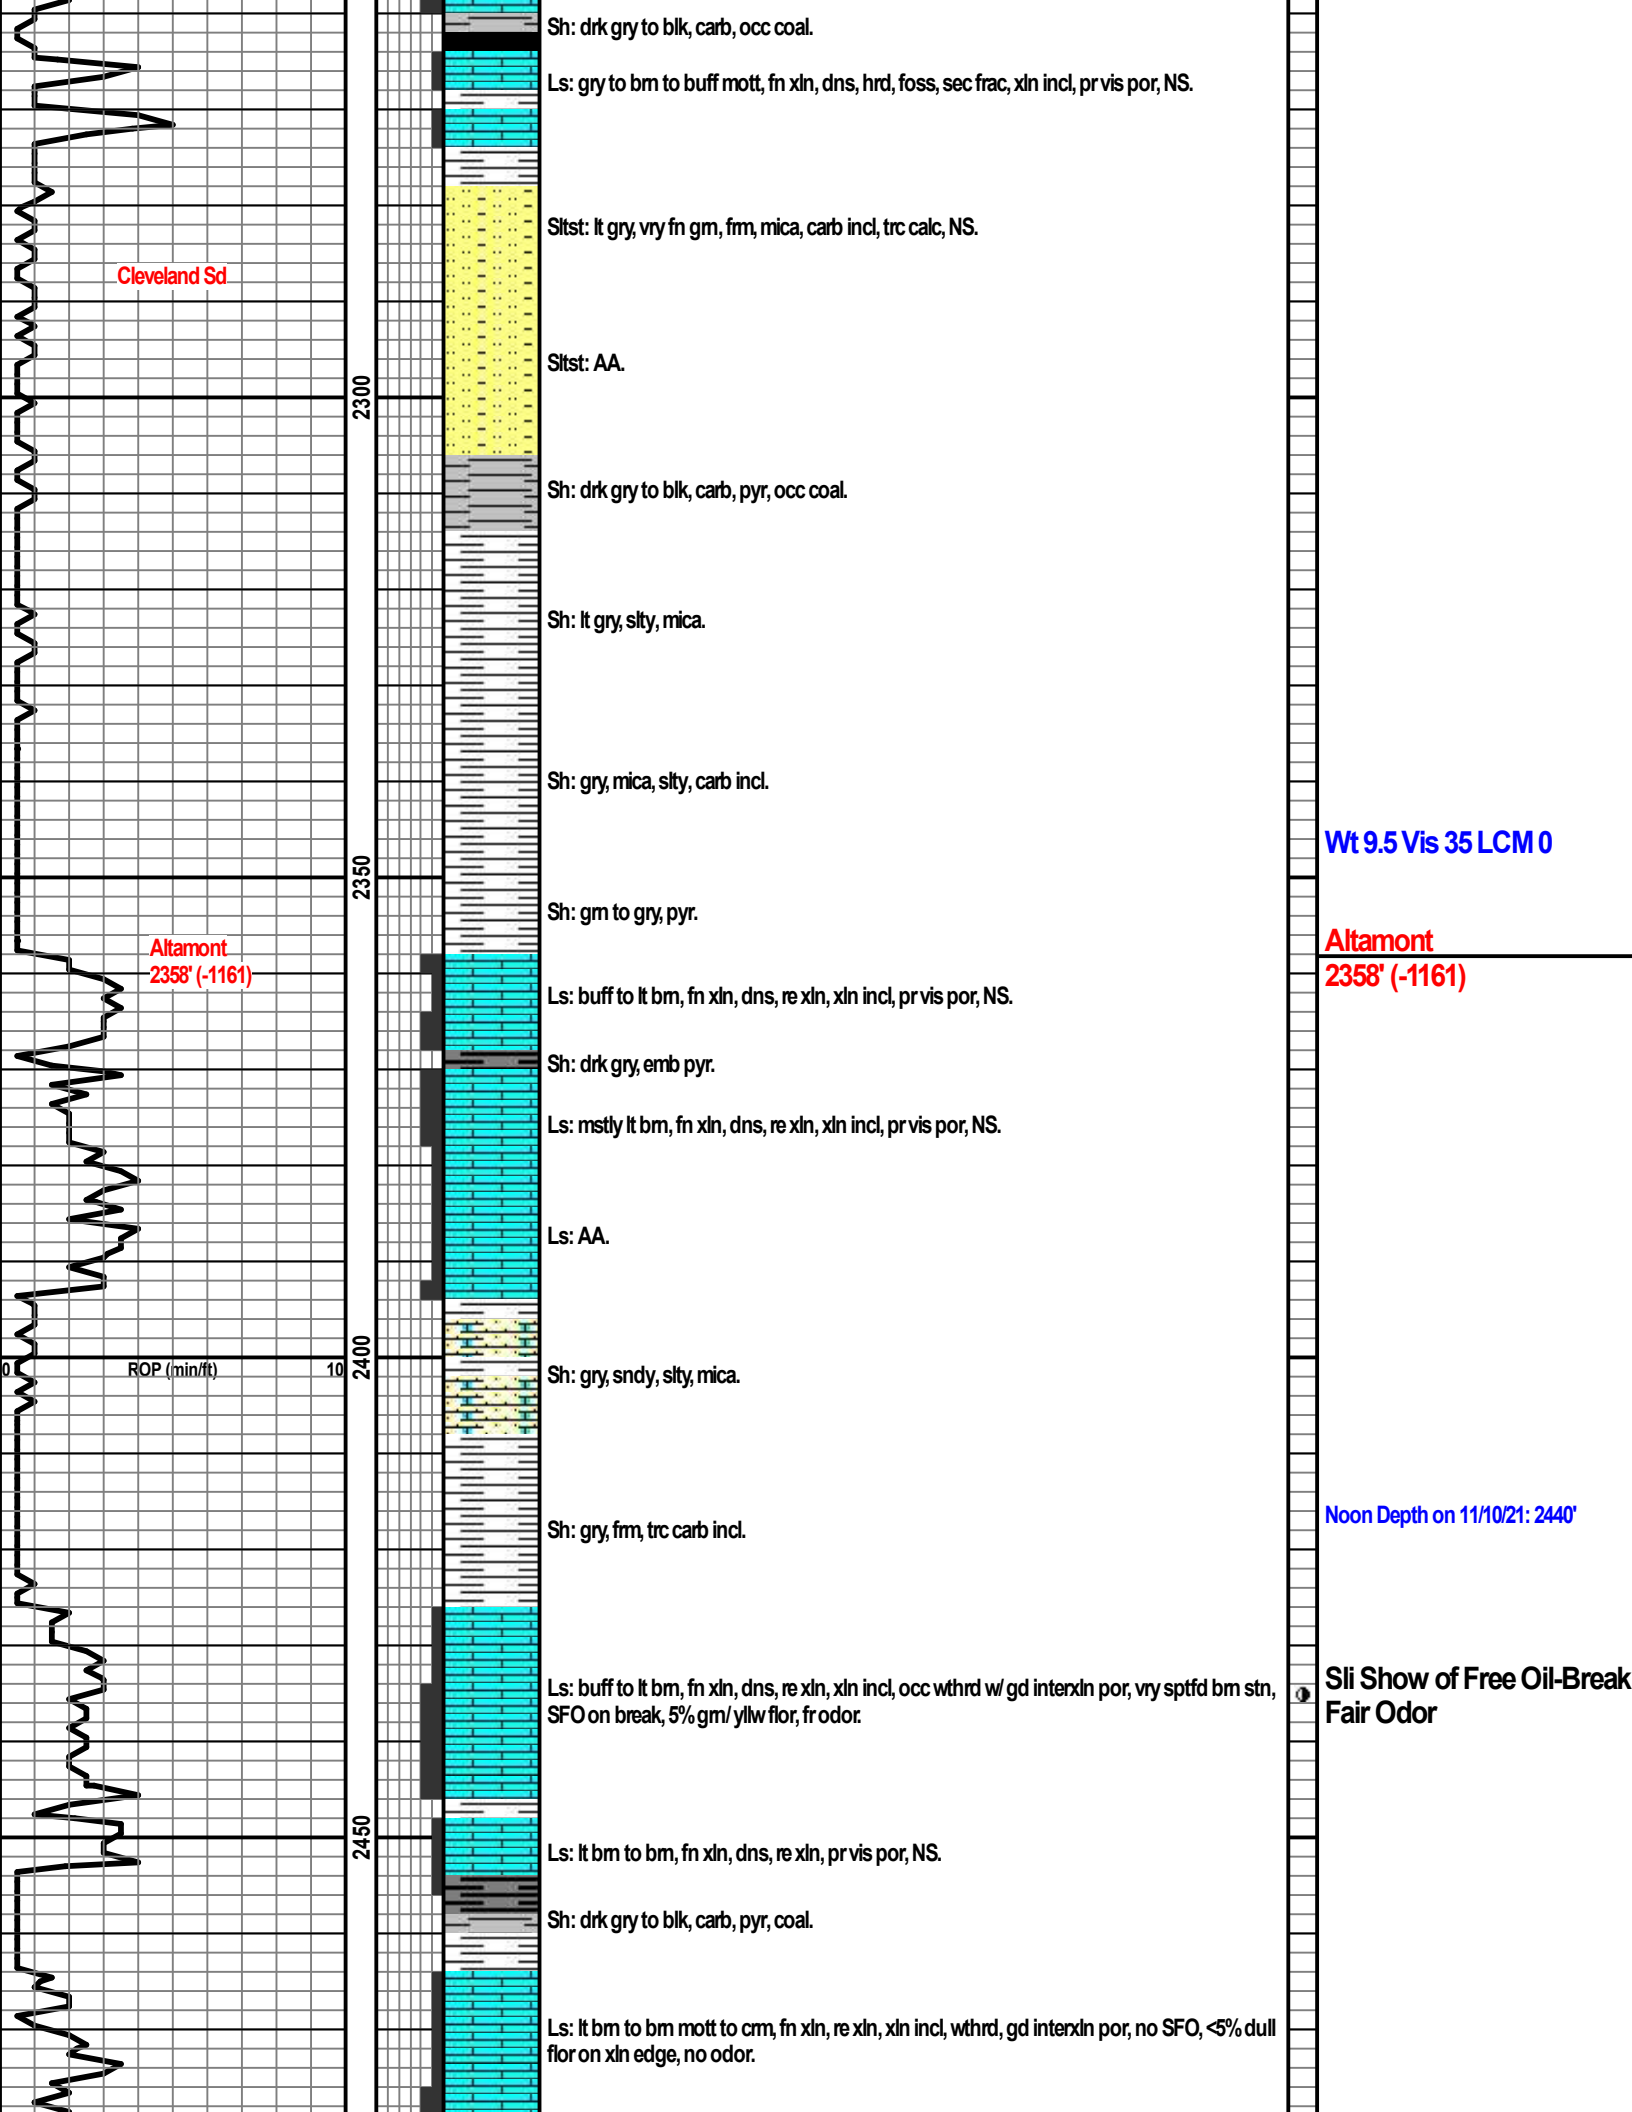 Sh: drk gry to blk, carb, occ coal.
Ls: gry to brn to buff mott, fn xln, dns, hrd, foss, sec frac, xln incl, pr vis por, NS.
Sltst: lt gry, vry fn grn, frm, mica, carb incl, trc calc, NS.
Cleveland Sd
Sltst: AA.
2300
Sh: drk gry to blk, carb, pyr, occ coal.
Sh: lt gry, slty, mica.
Sh: gry, mica, slty, carb incl.
Wt 9.5 Vis 35 LCM 0
2350
Sh: grn to gry, pyr.
Altamont
2358' (-1161)
Altamont
2358' (-1161)
Ls: buff to lt brn, fn xln, dns, re xln, xln incl, pr vis por, NS.
Sh: drk gry, emb pyr.
Ls: mstly lt brn, fn xln, dns, re xln, xln incl, pr vis por, NS.
Ls: AA.
0 ROP (min/ft) 10
2400
Sh: gry, sndy, slty, mica.
Noon Depth on 11/10/21: 2440'
Sh: gry, frm, trc carb incl.
Ls: buff to lt brn, fn xln, dns, re xln, xln incl, occ wthrd w/ gd interxln por, vry sptfd brn stn,
SFO on break, 5% grn/ yllw flor, fr odor.
Sli Show of Free Oil-Break
Fair Odor
2450
Ls: lt brn to brn, fn xln, dns, re xln, pr vis por, NS.
Sh: drk gry to blk, carb, pyr, coal.
Ls: lt brn to brn mott to crm, fn xln, re xln, xln incl, wthrd, gd interxln por, no SFO, <5% dull
flor on xln edge, no odor.